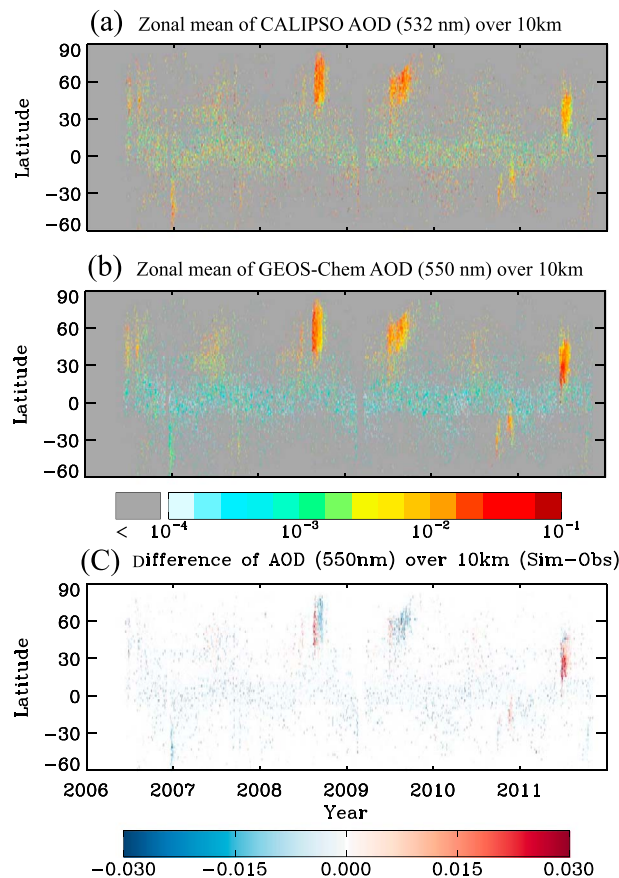 (a) Zonal mean of CALIPSO AOD (532 nm) over 10km
90
60
30
0
−30
−60
Latitude
(b) Zonal mean of GEOS-Chem AOD (550 nm) over 10km
90
60
30
0
−30
−60
Latitude
< 10⁻⁴ 10⁻³ 10⁻² 10⁻¹
(C) Difference of AOD (550nm) over 10km (Sim−Obs)
90
60
30
0
−30
−60
Latitude
2006 2007 2008 2009 2010 2011
Year
−0.030 −0.015 0.000 0.015 0.030